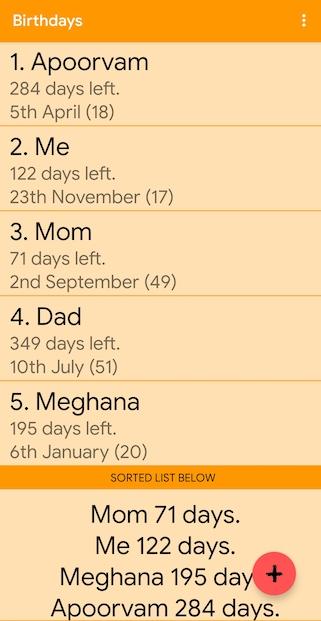 Birthdays
1. Apoorvam
284 days left.
5th April (18)
2. Me
122 days left.
23th November (17)
3. Mom
71 days left.
2nd September (49)
4. Dad
349 days left.
10th July (51)
5. Meghana
195 days left.
6th January (20)
SORTED LIST BELOW
Mom 71 days.
Me 122 days.
Meghana 195 day
Apoorvam 284 days.